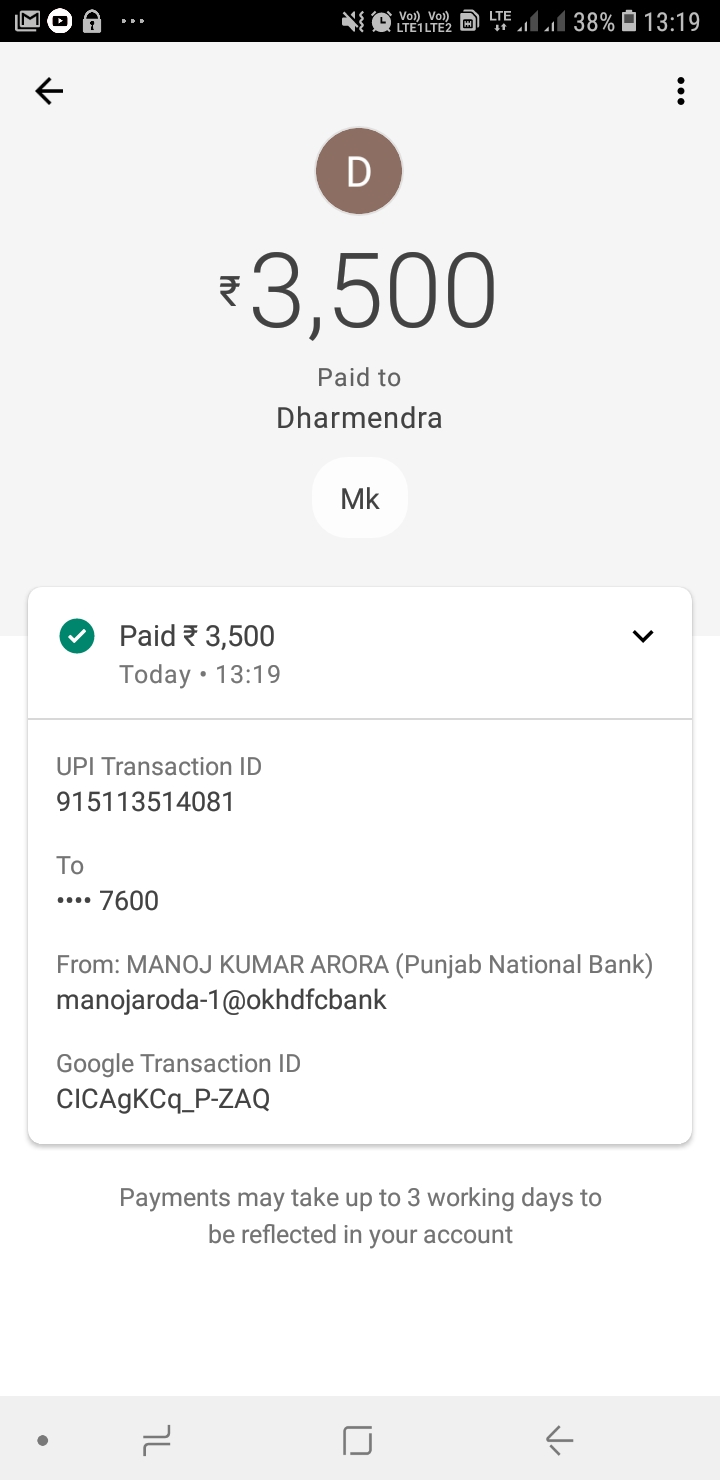 Vo)) Vo)) LTE 38% 13:19
LTE1 LTE2
D
₹3,500
Paid to
Dharmendra
Mk
Paid ₹ 3,500
Today • 13:19
UPI Transaction ID
915113514081
To
•••• 7600
From: MANOJ KUMAR ARORA (Punjab National Bank)
manojaroda-1@okhdfcbank
Google Transaction ID
CICAgKCq_P-ZAQ
Payments may take up to 3 working days to
be reflected in your account